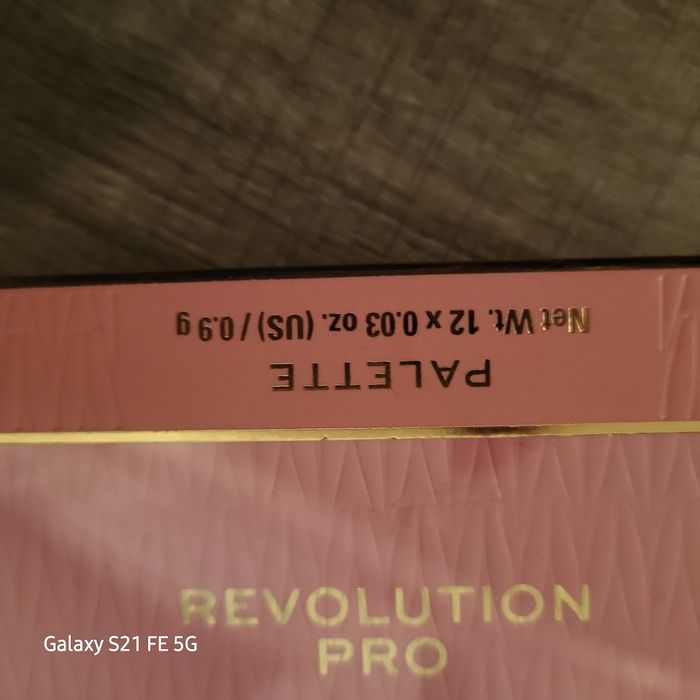 Net Wt. 12 x 0.03 oz. (US) / 0.9 g
PALETTE
REVOLUTION
PRO
Galaxy S21 FE 5G